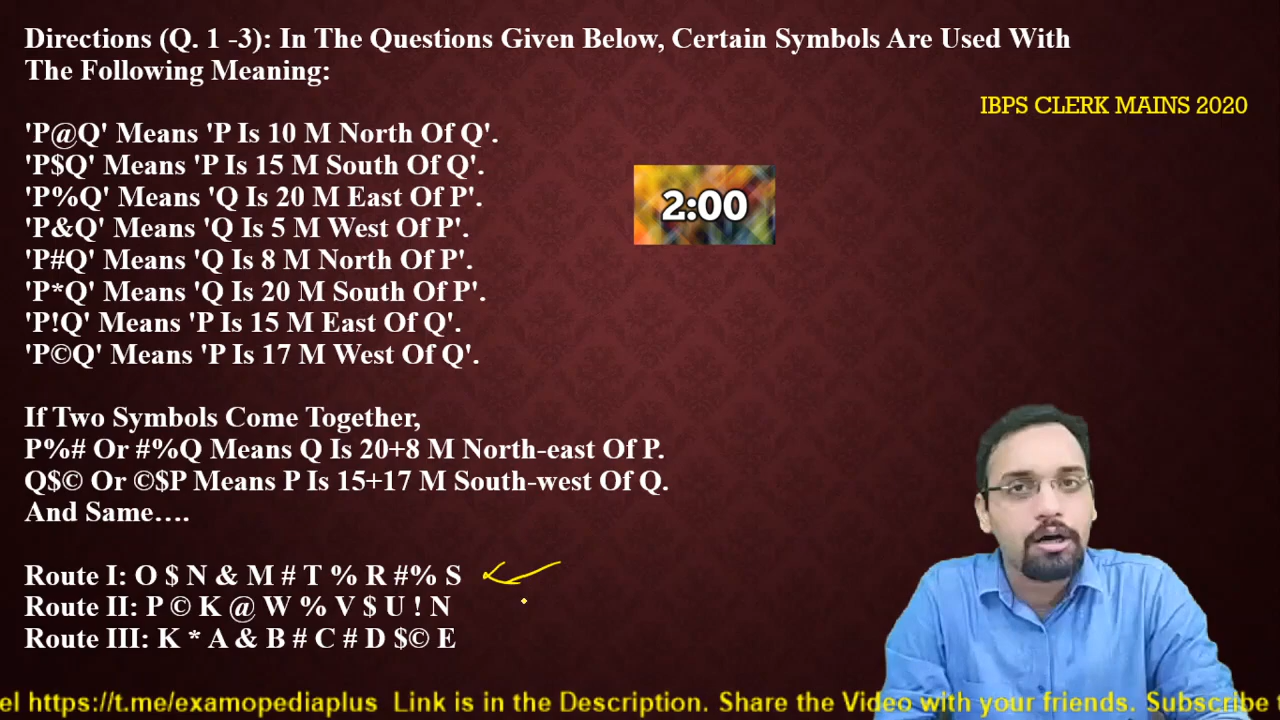 Directions (Q. 1 -3): In The Questions Given Below, Certain Symbols Are Used With
The Following Meaning:
IBPS CLERK MAINS 2020
'P@Q' Means 'P Is 10 M North Of Q'.
'P$Q' Means 'P Is 15 M South Of Q'.
'P%Q' Means 'Q Is 20 M East Of P'.
'P&Q' Means 'Q Is 5 M West Of P'.
'P#Q' Means 'Q Is 8 M North Of P'.
'P*Q' Means 'Q Is 20 M South Of P'.
'P!Q' Means 'P Is 15 M East Of Q'.
'P©Q' Means 'P Is 17 M West Of Q'.
2:00
If Two Symbols Come Together,
P%# Or #%Q Means Q Is 20+8 M North-east Of P.
Q$© Or ©$P Means P Is 15+17 M South-west Of Q.
And Same….
Route I: O $ N & M # T % R #% S
Route II: P © K @ W % V $ U ! N
Route III: K * A & B # C # D $© E
el https://t.me/examopediaplus Link is in the Description. Share the Video with your friends. Subscribe